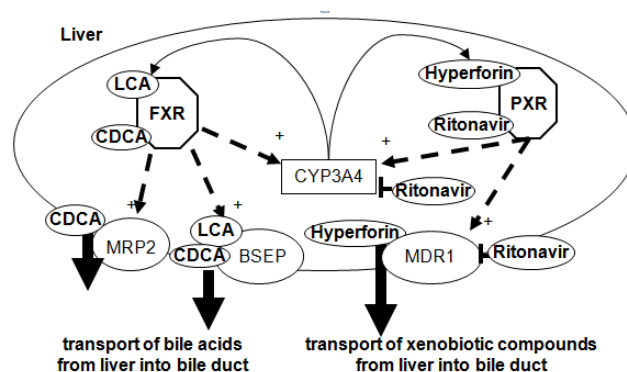 Liver
LCA
FXR
CDCA
Hyperforin
PXR
Ritonavir
+
+
CYP3A4
Ritonavir
CDCA
+
MRP2
+
LCA
CDCA
BSEP
Hyperforin
MDR1
+
Ritonavir
transport of bile acids
from liver into bile duct
transport of xenobiotic compounds
from liver into bile duct